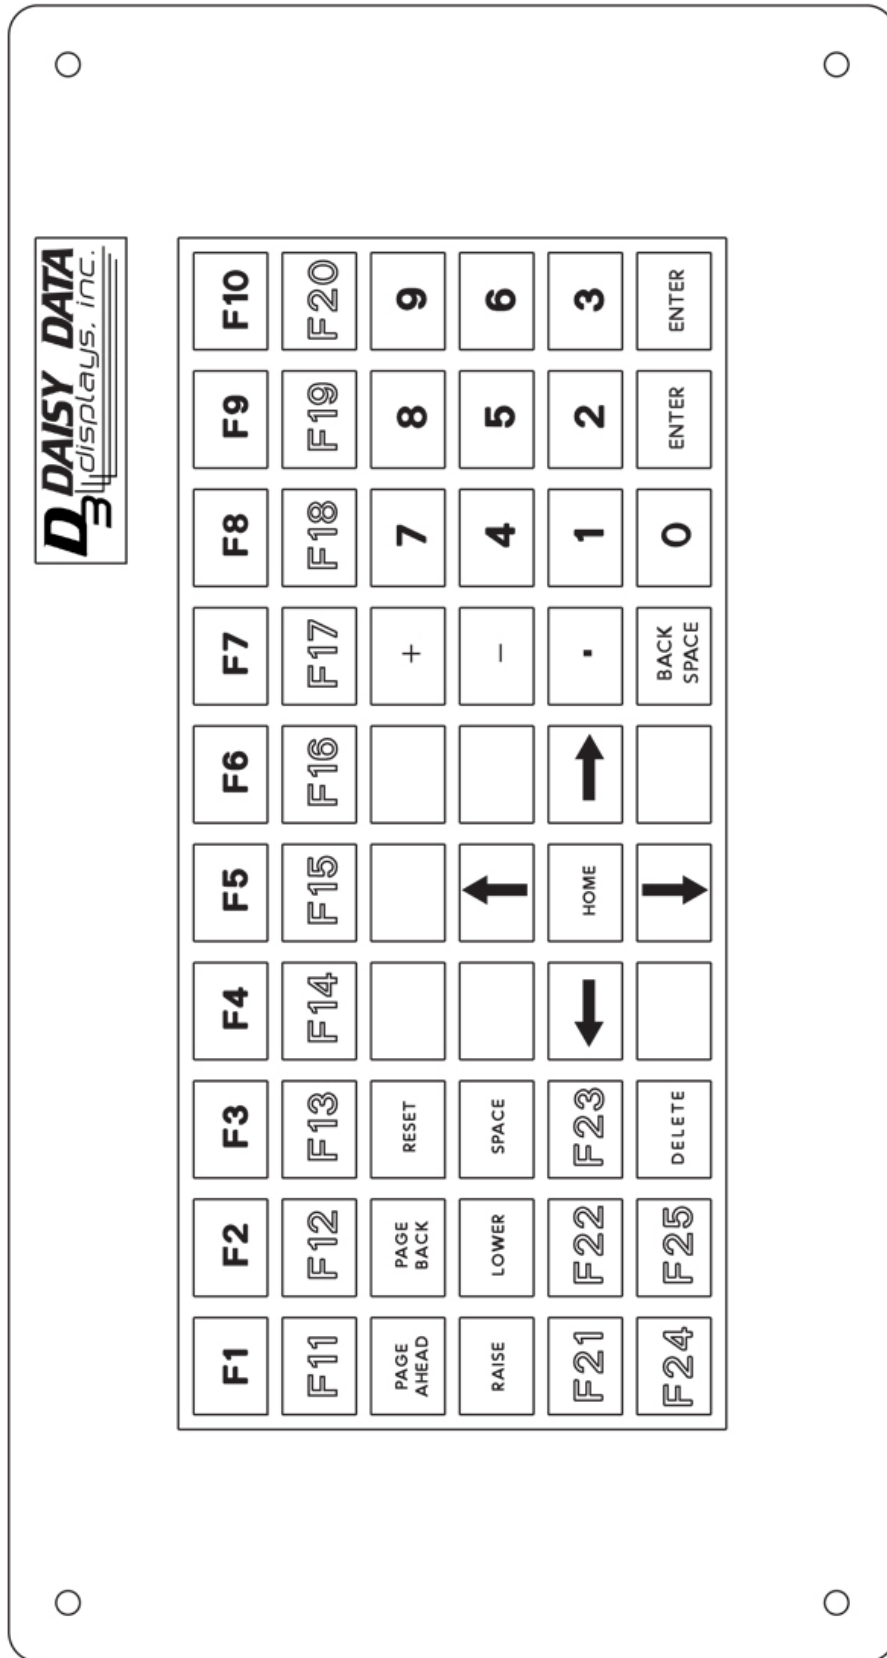 D3 DAISY DATA
displays, inc.
F1 F2 F3 F4 F5 F6 F7 F8 F9 F10
F11 F12 F13 F14 F15 F16 F17 F18 F19 F20
PAGE AHEAD PAGE BACK RESET + 7 8 9
RAISE LOWER SPACE ↑ - 4 5 6
F21 F22 F23 ← HOME → . 1 2 3
F24 F25 DELETE ↓ BACK SPACE 0 ENTER ENTER